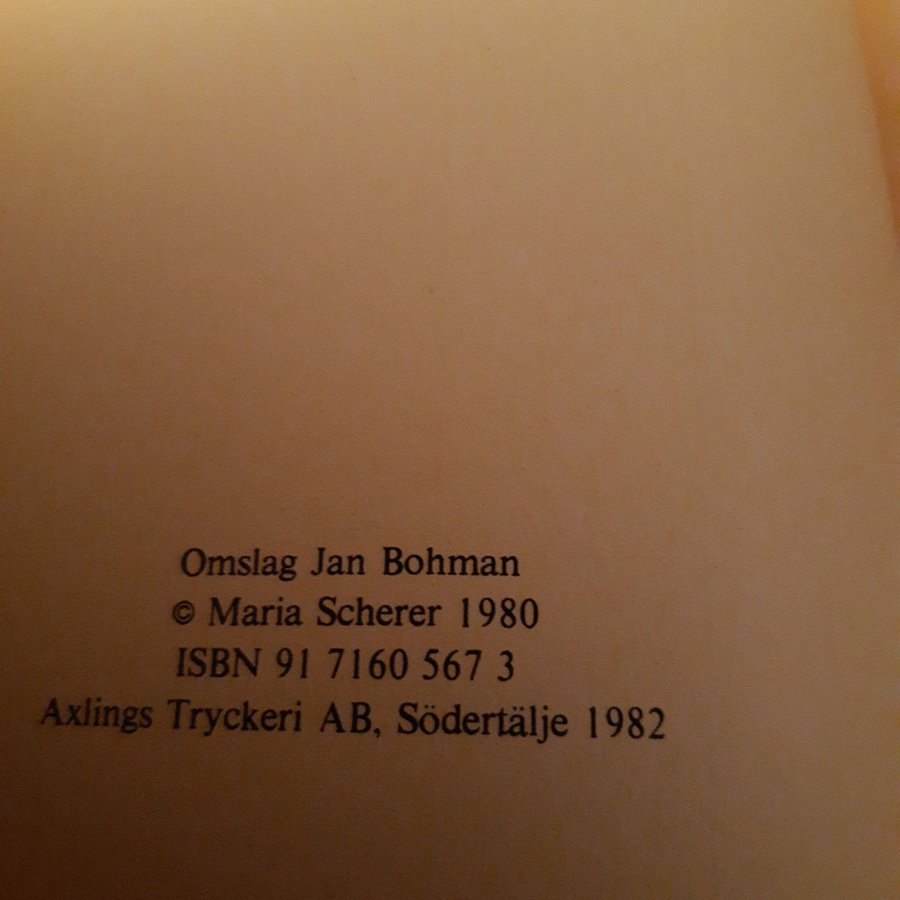 Omslag Jan Bohman
© Maria Scherer 1980
ISBN 91 7160 567 3
Axlings Tryckeri AB, Södertälje 1982